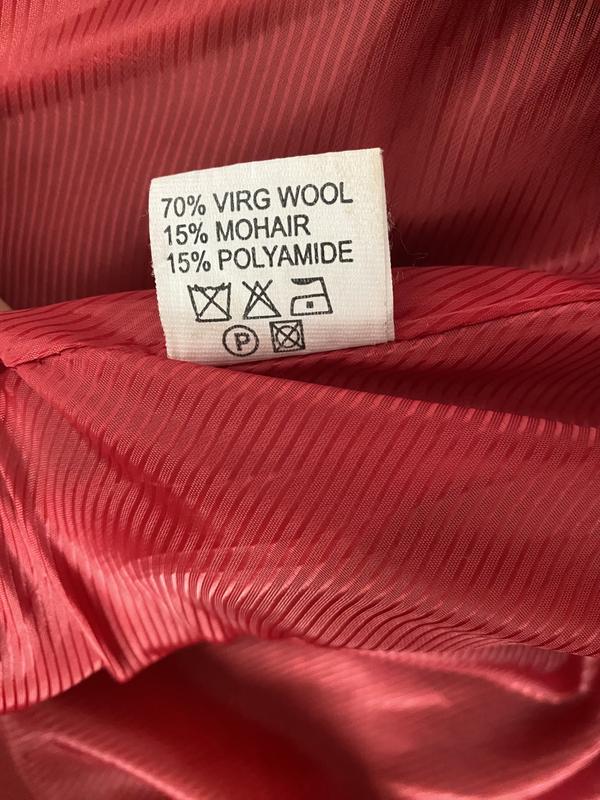 70% VIRG WOOL
15% MOHAIR
15% POLYAMIDE
P